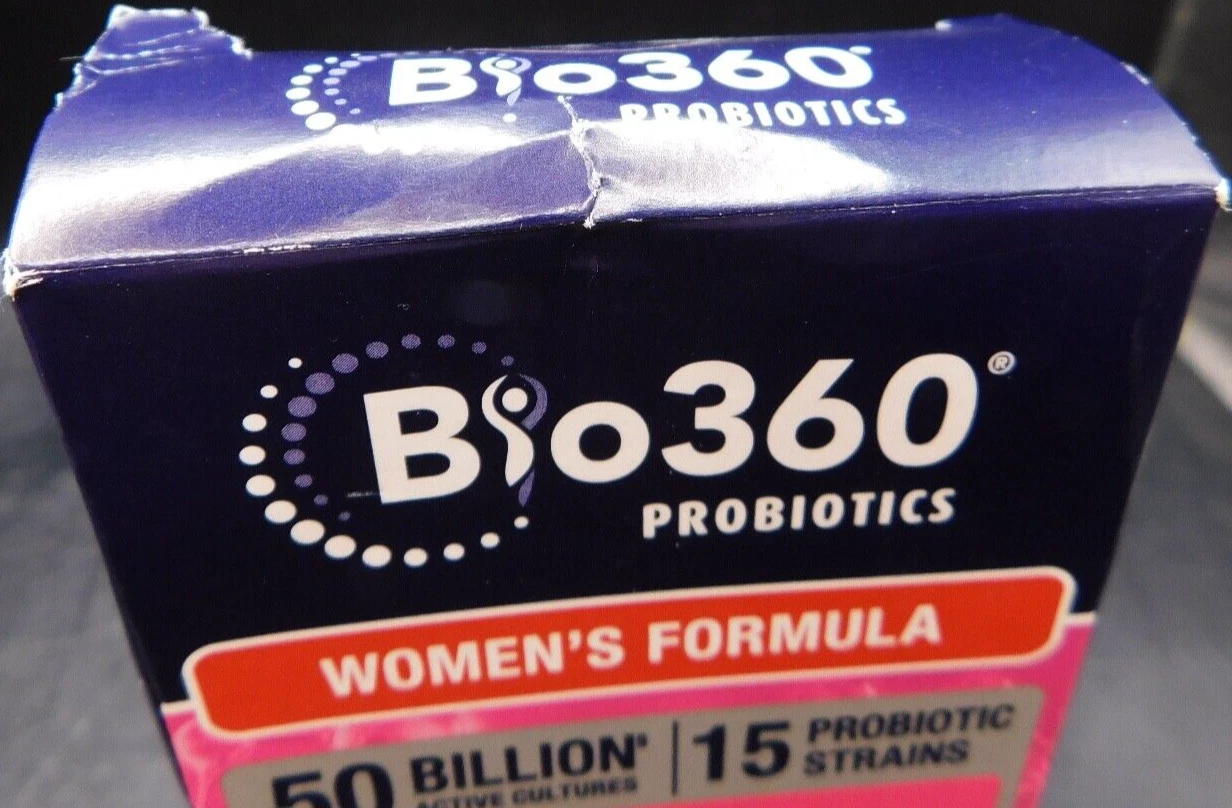 Bio360
PROBIOTICS
Bio360®
PROBIOTICS
WOMEN'S FORMULA
50 BILLION* | 15 PROBIOTIC STRAINS
ACTIVE CULTURES